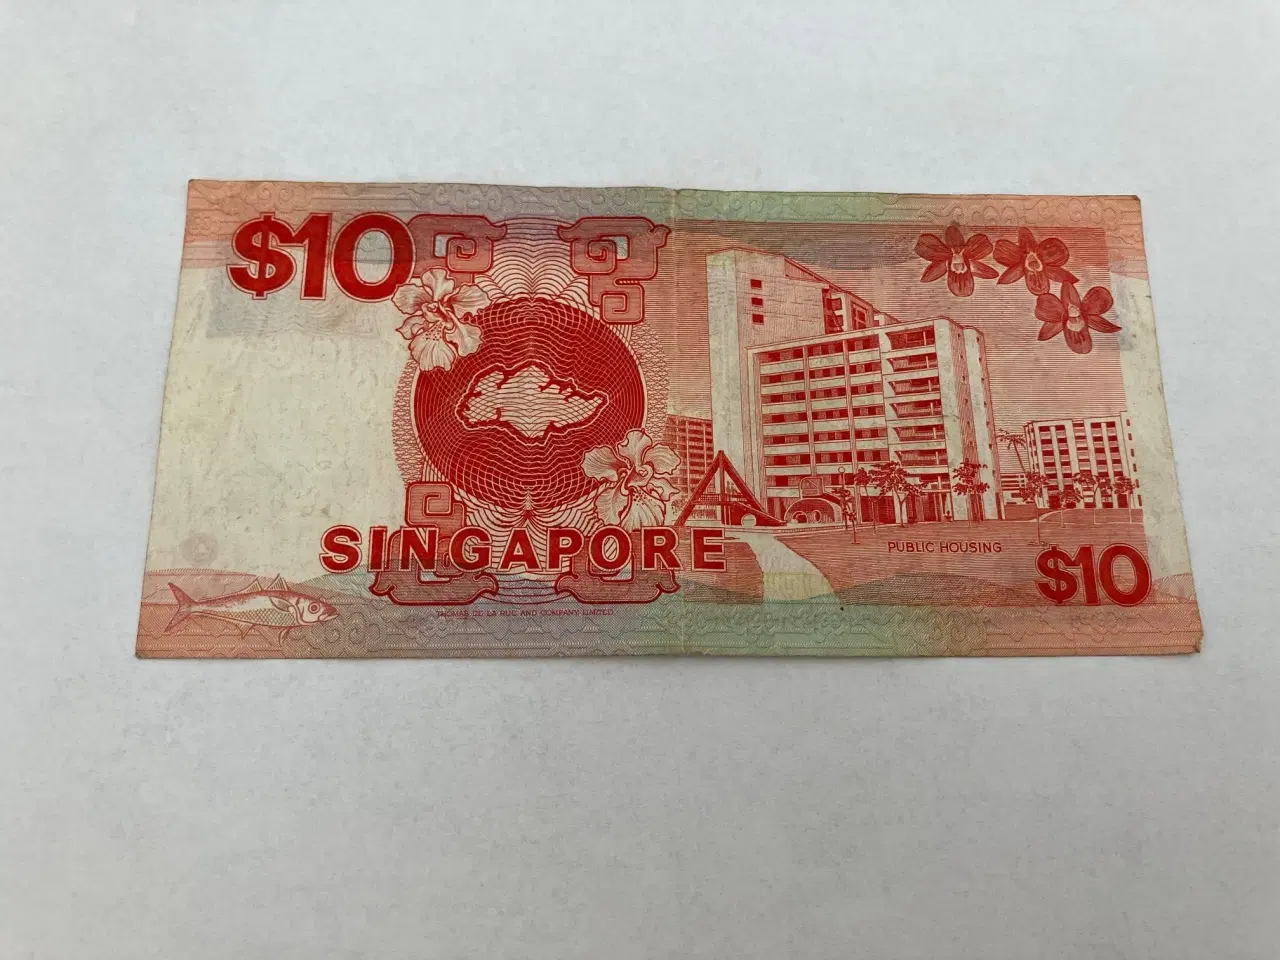 $10
SINGAPORE
THOMAS DE LA RUE AND COMPANY LIMITED
PUBLIC HOUSING
$10